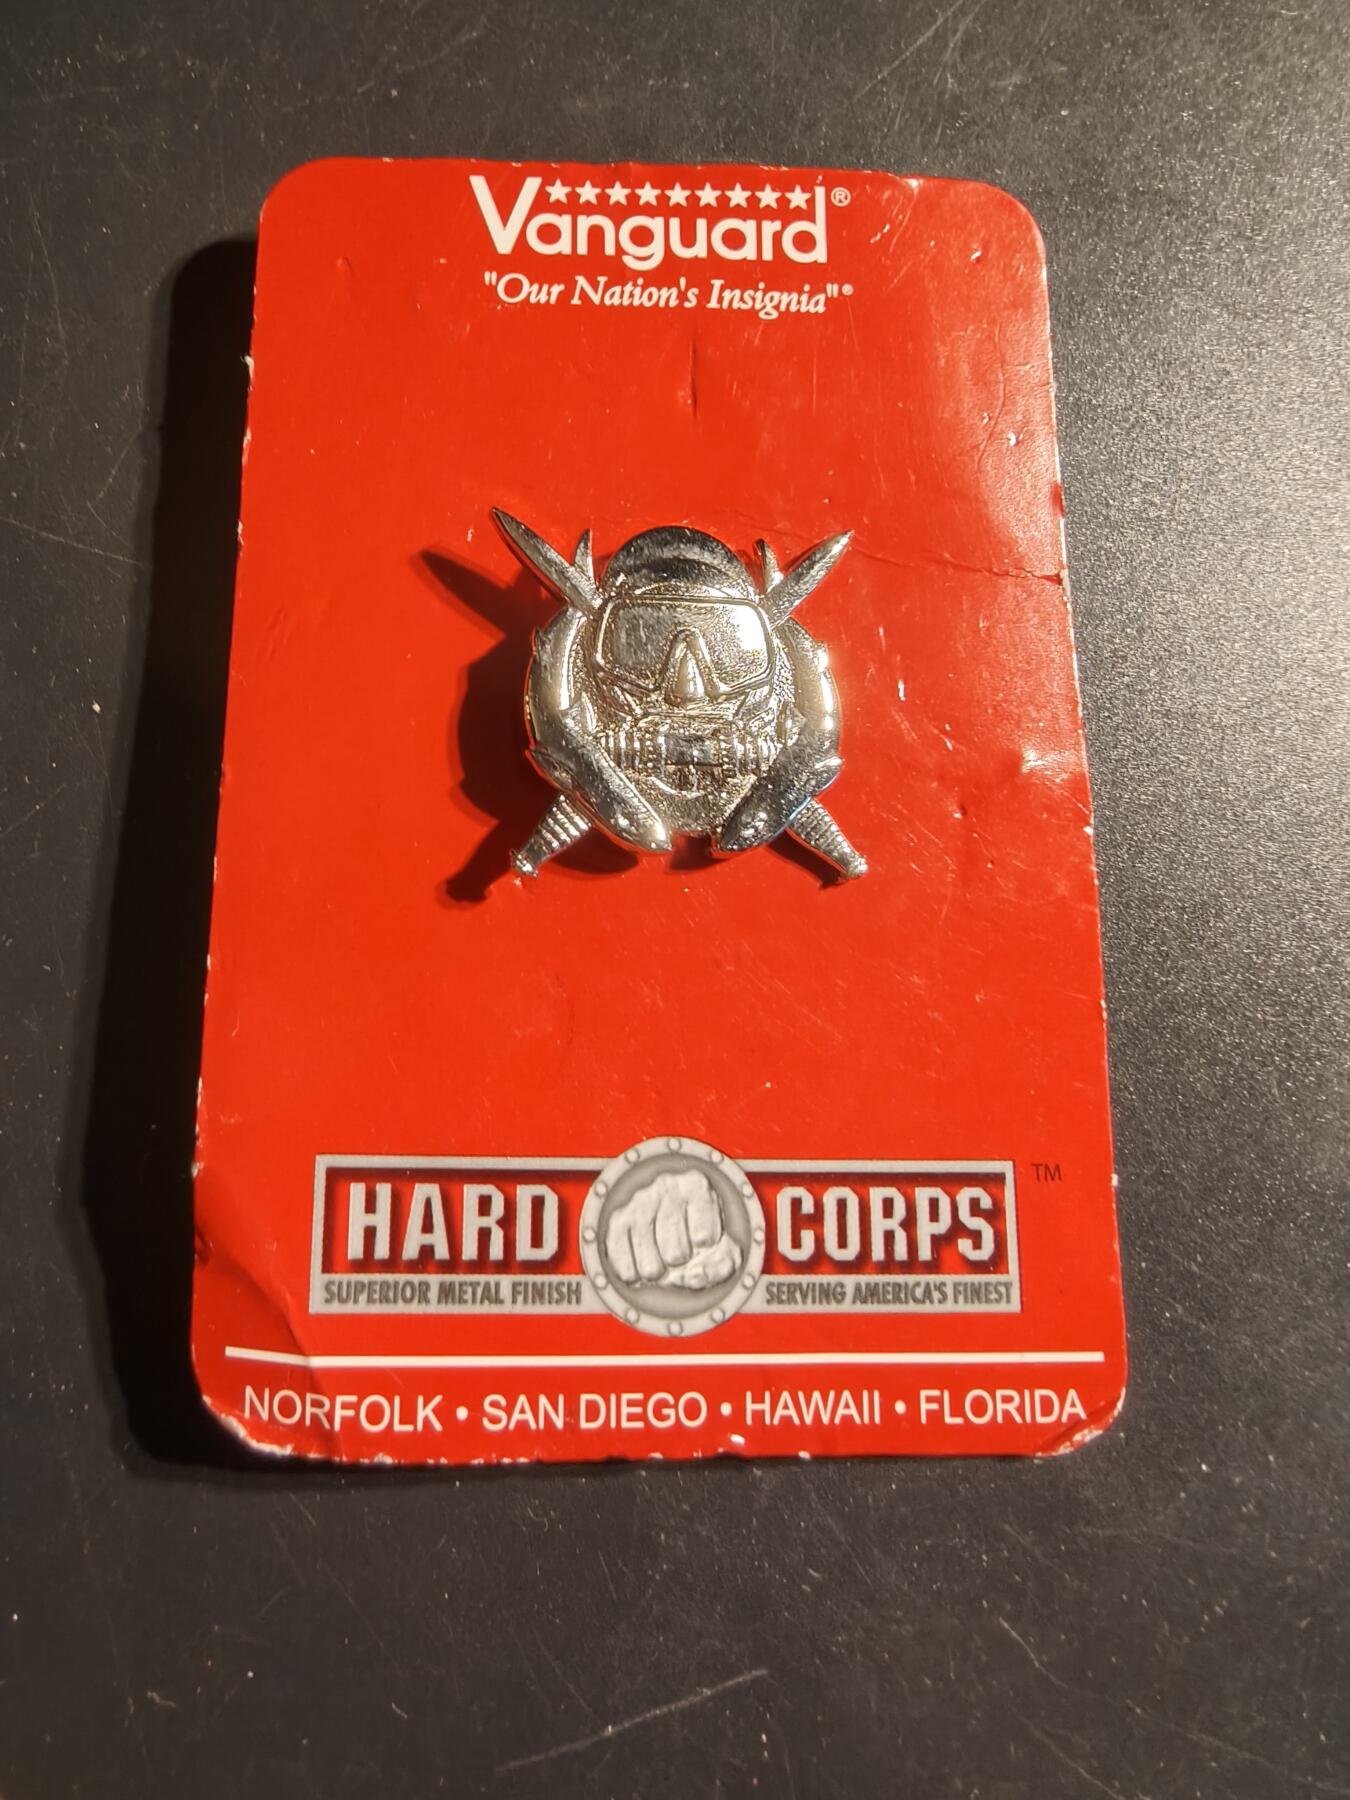 Vanguard®
"Our Nation's Insignia"®
HARD CORPS ™
SUPERIOR METAL FINISH SERVING AMERICA'S FINEST
NORFOLK • SAN DIEGO • HAWAII • FLORIDA